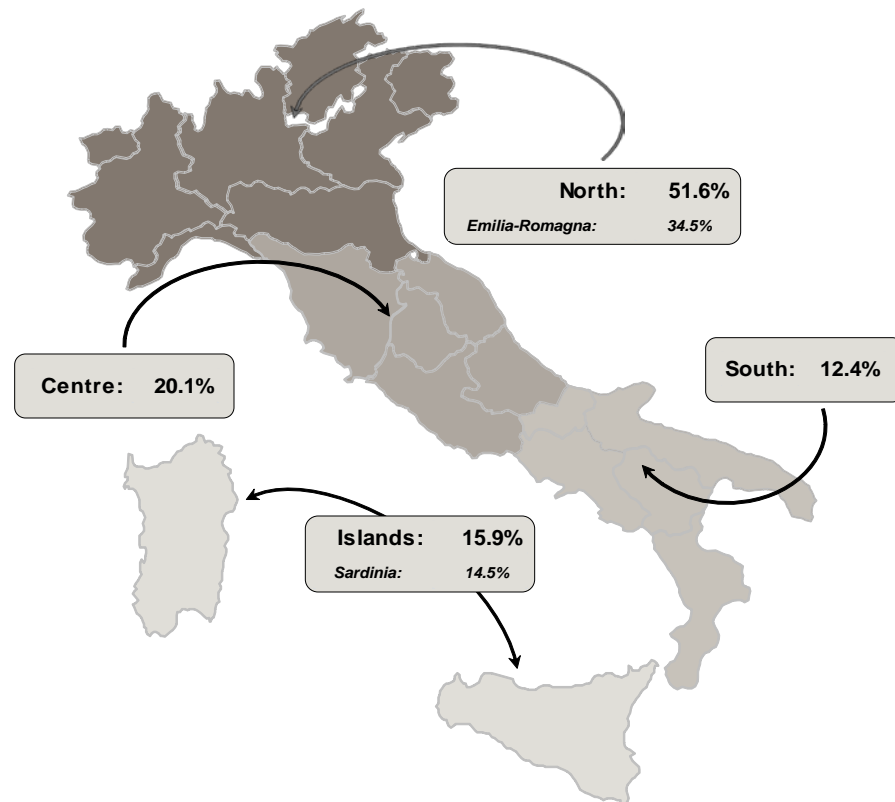 North: 51.6%
Emilia-Romagna: 34.5%
Centre: 20.1%
South: 12.4%
Islands: 15.9%
Sardinia: 14.5%